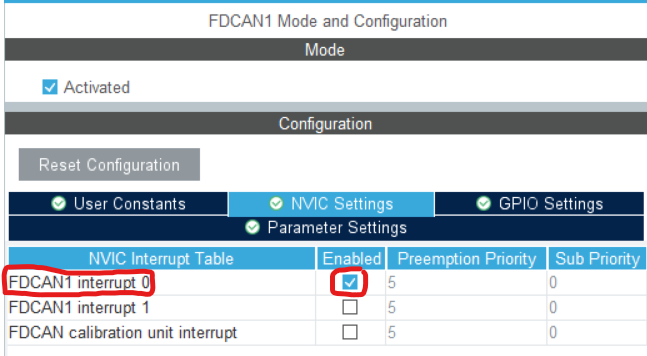 FDCAN1 Mode and Configuration
Mode
Activated
Configuration
Reset Configuration
User Constants NVIC Settings GPIO Settings
Parameter Settings
NVIC Interrupt Table Enabled Preemption Priority Sub Priority
FDCAN1 interrupt 0 5 0
FDCAN1 interrupt 1 5 0
FDCAN calibration unit interrupt 5 0